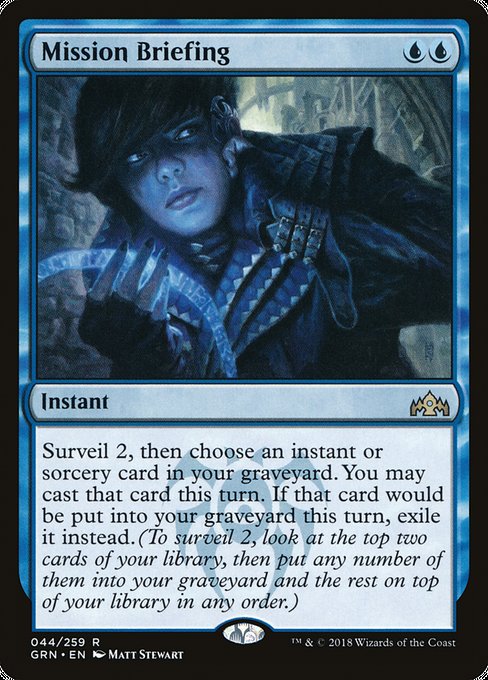 Mission Briefing
Instant
Surveil 2, then choose an instant or
sorcery card in your graveyard. You may
cast that card this turn. If that card would
be put into your graveyard this turn, exile
it instead.(To surveil 2, look at the top two
cards of your library, then put any number of
them into your graveyard and the rest on top
of your library in any order.)
044/259 R
™ & © 2018 Wizards of the Coast
GRN • EN Matt Stewart